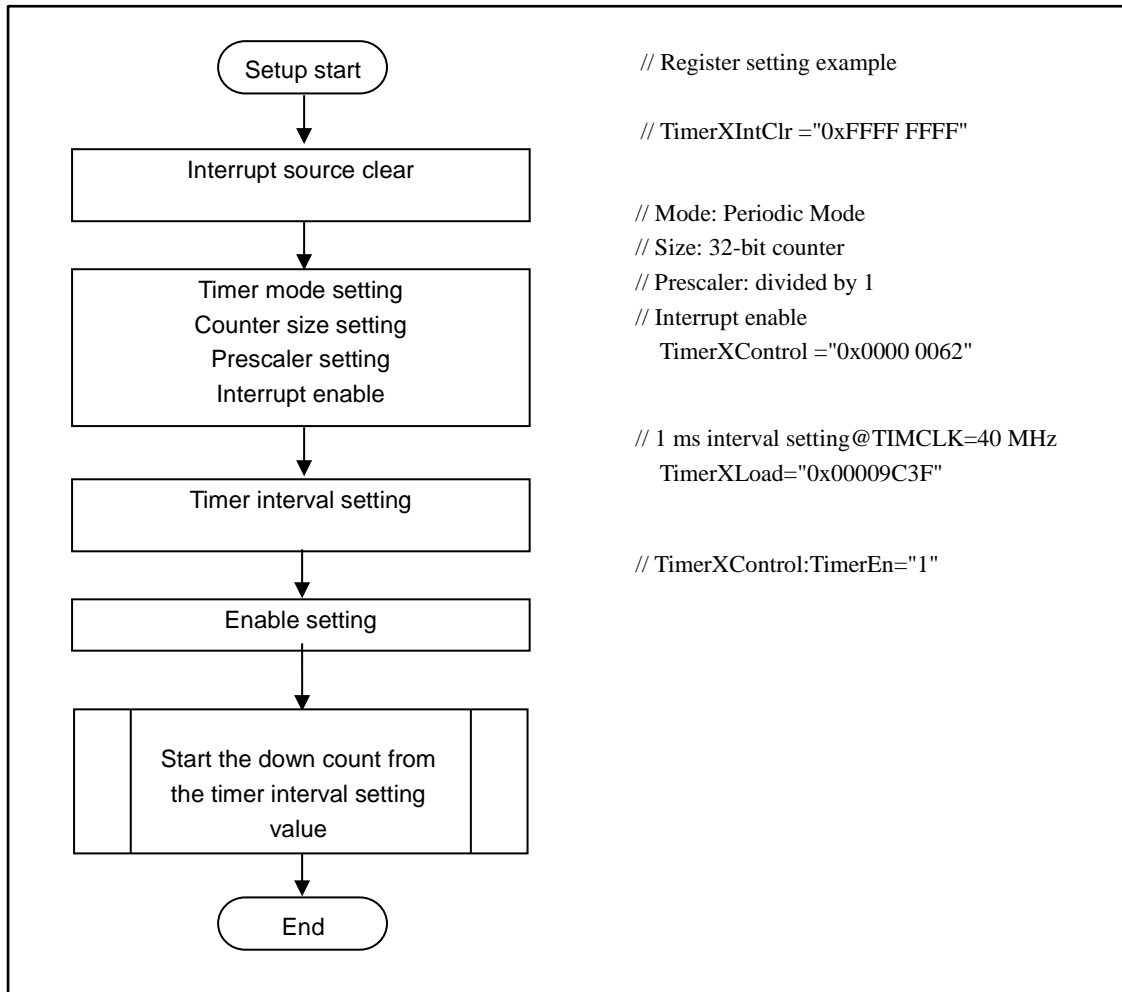 Setup start
Interrupt source clear
Timer mode setting
Counter size setting
Prescaler setting
Interrupt enable
Timer interval setting
Enable setting
Start the down count from
the timer interval setting
value
End
// Register setting example
// TimerXIntClr ="0xFFFF FFFF"
// Mode: Periodic Mode
// Size: 32-bit counter
// Prescaler: divided by 1
// Interrupt enable
TimerXControl ="0x0000 0062"
// 1 ms interval setting@TIMCLK=40 MHz
TimerXLoad="0x00009C3F"
// TimerXControl:TimerEn="1"